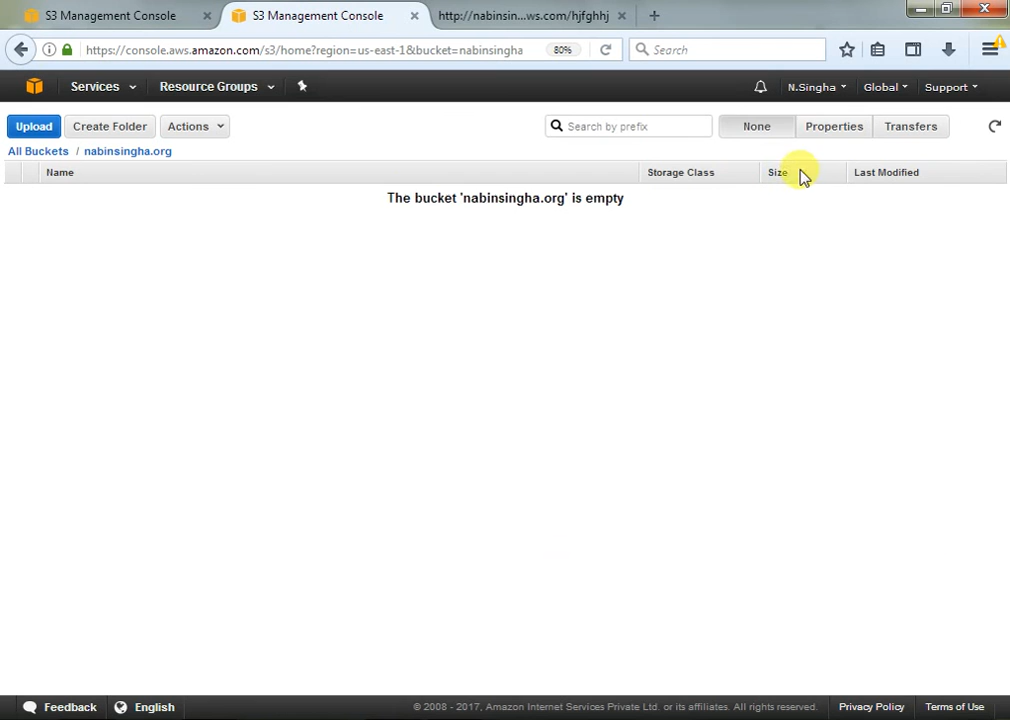 S3 Management Console
S3 Management Console
http://nabinsin...ws.com/hjfghhj
https://console.aws.amazon.com/s3/home?region=us-east-1&bucket=nabinsingha
80%
Search
Services
Resource Groups
N.Singha
Global
Support
Upload
Create Folder
Actions
Search by prefix
None
Properties
Transfers
All Buckets / nabinsingha.org
Name
Storage Class
Size
Last Modified
The bucket 'nabinsingha.org' is empty
Feedback
English
© 2008 - 2017, Amazon Internet Services Private Ltd. or its affiliates. All rights reserved.
Privacy Policy
Terms of Use